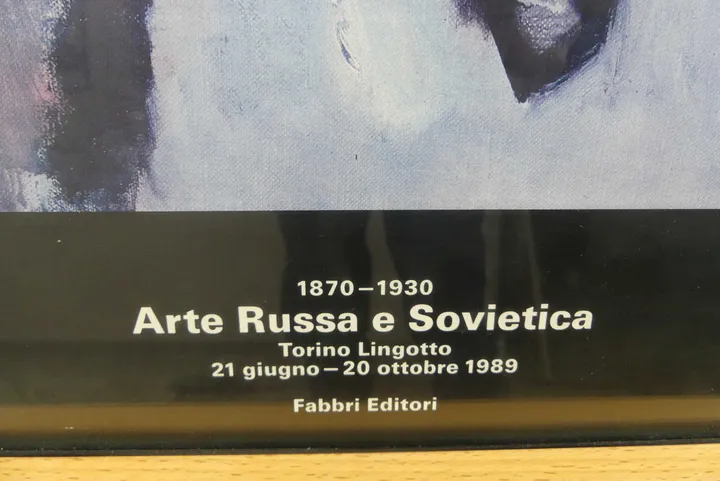 1870–1930
Arte Russa e Sovietica
Torino Lingotto
21 giugno–20 ottobre 1989
Fabbri Editori